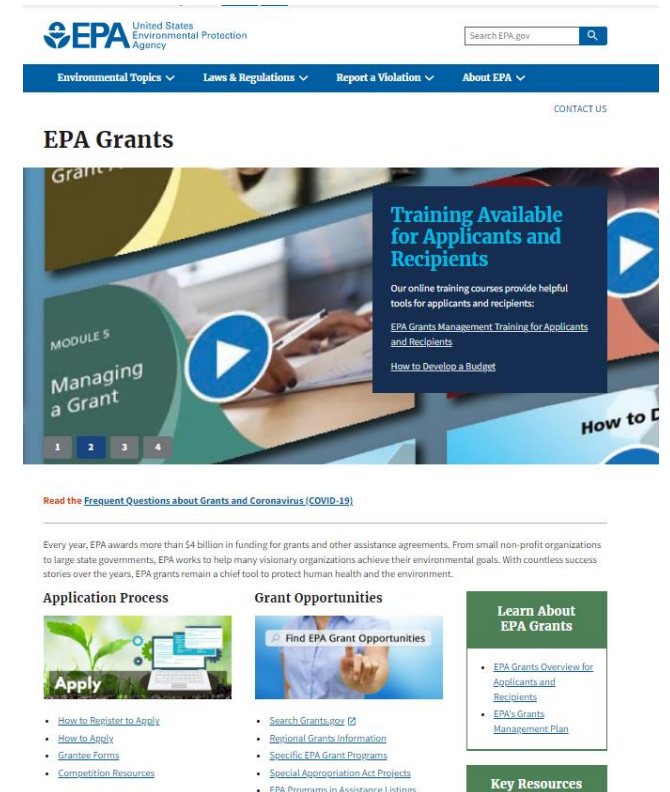 EPA
United States
Environmental Protection
Agency
Search EPA.gov
Environmental Topics
Laws & Regulations
Report a Violation
About EPA
CONTACT US
EPA Grants
Grant
MODULE 5
Managing
a Grant
Training Available
for Applicants and
Recipients
Our online training courses provide helpful
tools for applicants and recipients:
EPA Grants Management Training for Applicants
and Recipients
How to Develop a Budget
How to D
1 2 3 4
Read the Frequent Questions about Grants and Coronavirus (COVID-19)
Every year, EPA awards more than $4 billion in funding for grants and other assistance agreements. From small non-profit organizations
to large state governments, EPA works to help many visionary organizations achieve their environmental goals. With countless success
stories over the years, EPA grants remain a chief tool to protect human health and the environment.
Application Process
Apply
How to Register to Apply
How to Apply
Grantee Forms
Competition Resources
Grant Opportunities
Find EPA Grant Opportunities
Search Grants.gov
Regional Grants Information
Specific EPA Grant Programs
Special Appropriation Act Projects
EPA Programs in Assistance Listings
Learn About
EPA Grants
EPA Grants Overview for
Applicants and
Recipients
EPA's Grants
Management Plan
Key Resources